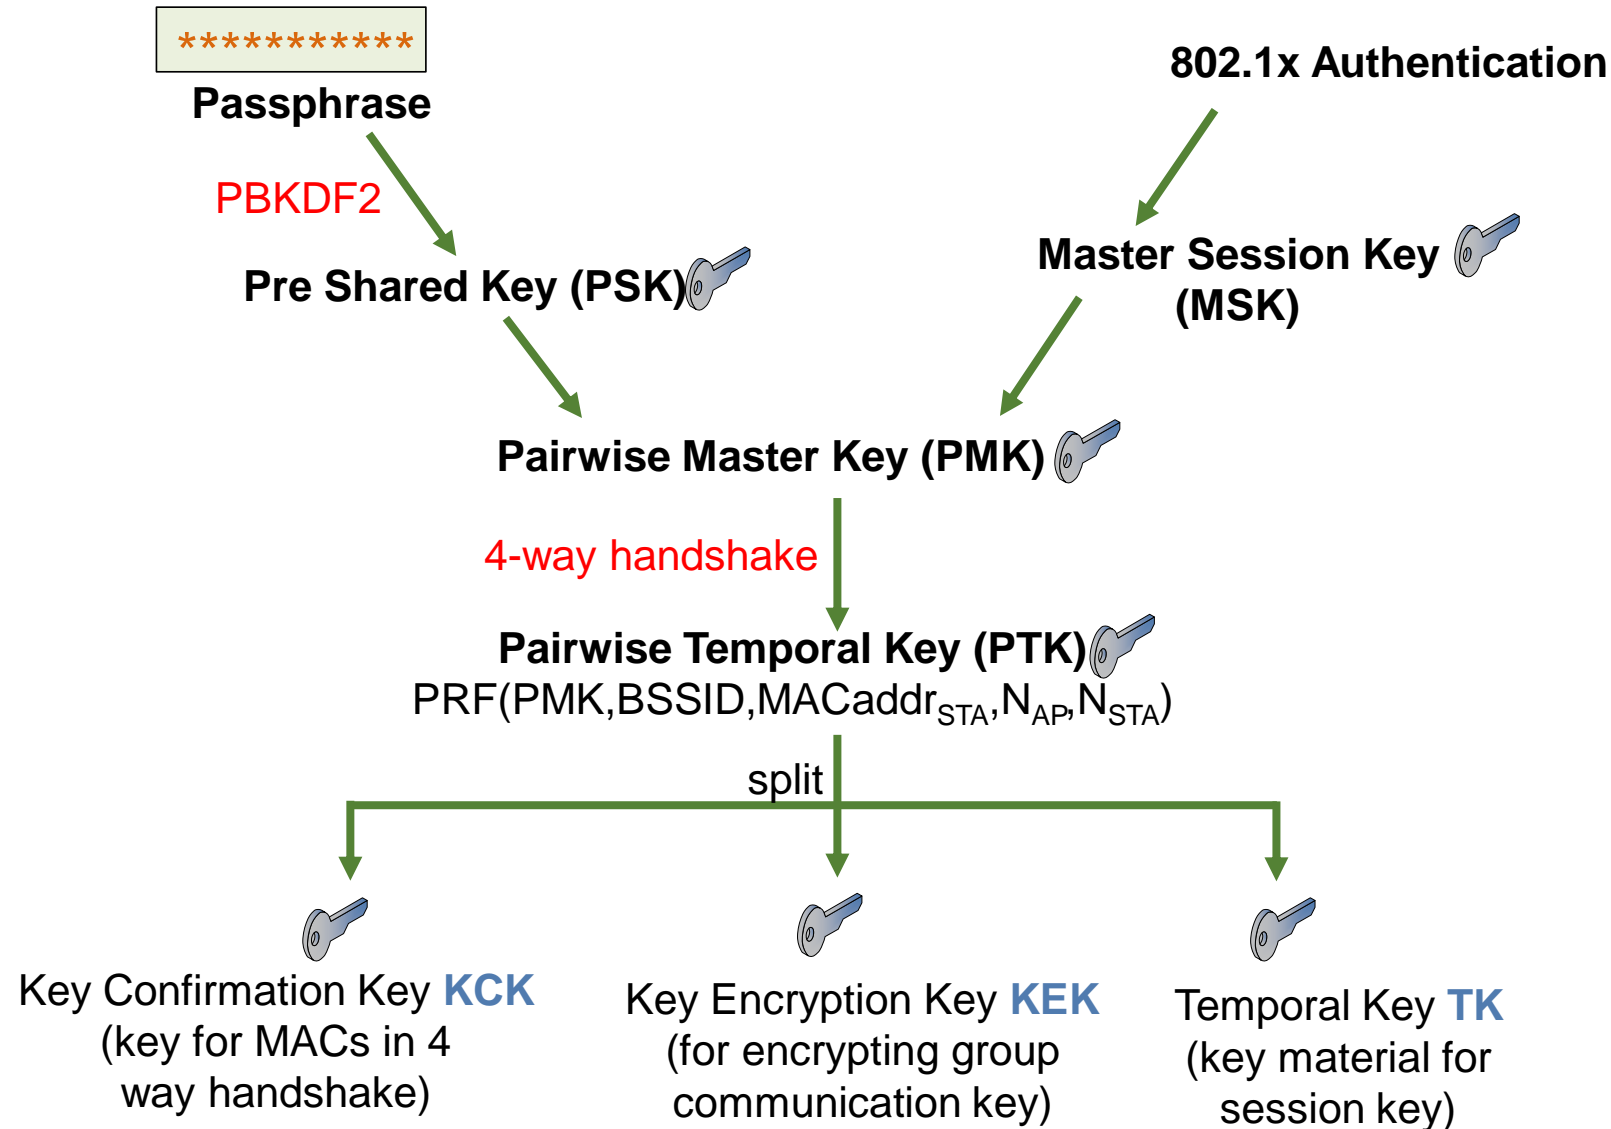 ***********
Passphrase
802.1x Authentication
PBKDF2
Pre Shared Key (PSK)
Master Session Key
(MSK)
Pairwise Master Key (PMK)
4-way handshake
Pairwise Temporal Key (PTK)
PRF(PMK,BSSID,MACaddrSTA,NAP,NSTA)
split
Key Confirmation Key KCK
(key for MACs in 4
way handshake)
Key Encryption Key KEK
(for encrypting group
communication key)
Temporal Key TK
(key material for
session key)